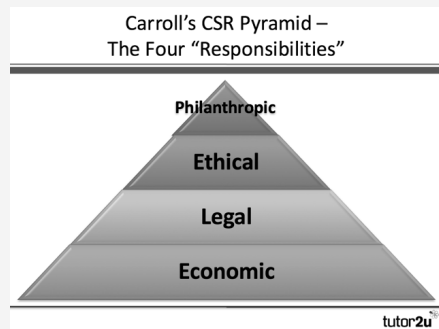 Carroll's CSR Pyramid –
The Four “Responsibilities”
Philanthropic
Ethical
Legal
Economic
tutor2u